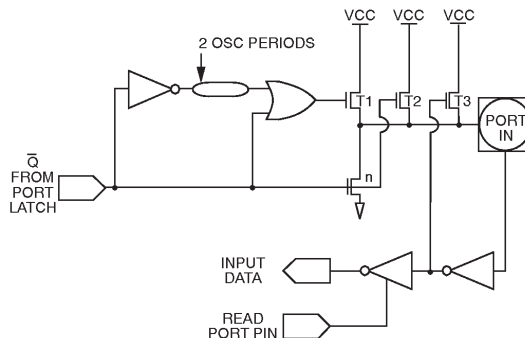 VCC
VCC
VCC
2 OSC PERIODS
T1
T2
T3
PORT
IN
Q
FROM
PORT
LATCH
n
INPUT
DATA
READ
PORT PIN